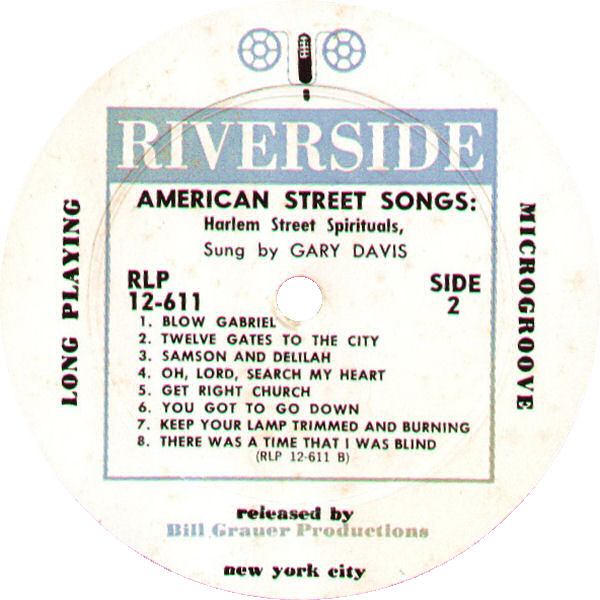 RIVERSIDE
AMERICAN STREET SONGS:
Harlem Street Spirituals,
Sung by GARY DAVIS
RLP
12-611
SIDE
2
1. BLOW GABRIEL
2. TWELVE GATES TO THE CITY
3. SAMSON AND DELILAH
4. OH, LORD, SEARCH MY HEART
5. GET RIGHT CHURCH
6. YOU GOT TO GO DOWN
7. KEEP YOUR LAMP TRIMMED AND BURNING
8. THERE WAS A TIME THAT I WAS BLIND
(RLP 12-611 B)
LONG PLAYING
MICROGROOVE
released by
Bill Grauer Productions
new york city